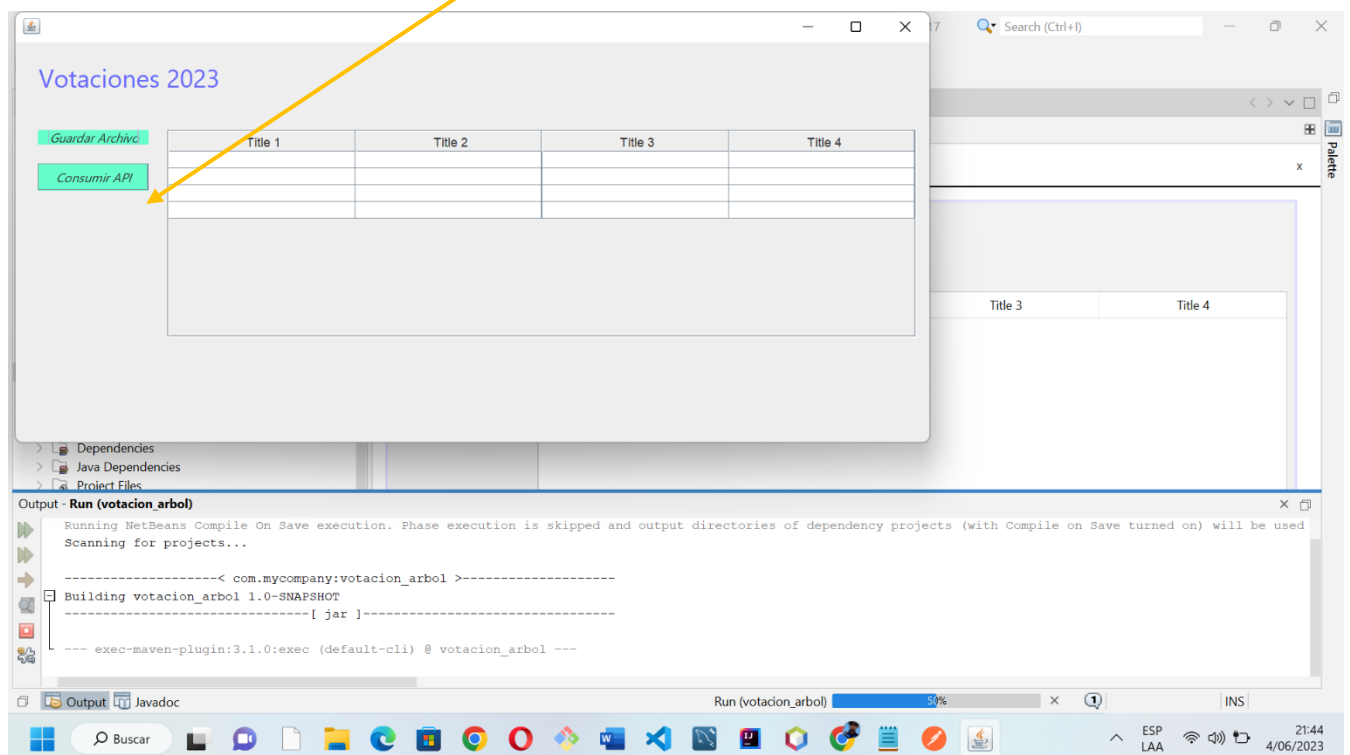 17
Search (Ctrl+I)
Votaciones 2023
Guardar Archivo
Consumir API
Title 1 Title 2 Title 3 Title 4
Palette
x
Title 3 Title 4
Dependencies
Java Dependencies
Project Files
Output - Run (votacion_arbol)
Running NetBeans Compile On Save execution. Phase execution is skipped and output directories of dependency projects (with Compile on Save turned on) will be used
Scanning for projects...
--------------------< com.mycompany:votacion_arbol >--------------------
Building votacion_arbol 1.0-SNAPSHOT
--------------------------------[ jar ]---------------------------------
--- exec-maven-plugin:3.1.0:exec (default-cli) @ votacion_arbol ---
Output Javadoc Run (votacion_arbol) 50% 1 INS
Buscar
ESP
LAA
21:44
4/06/2023